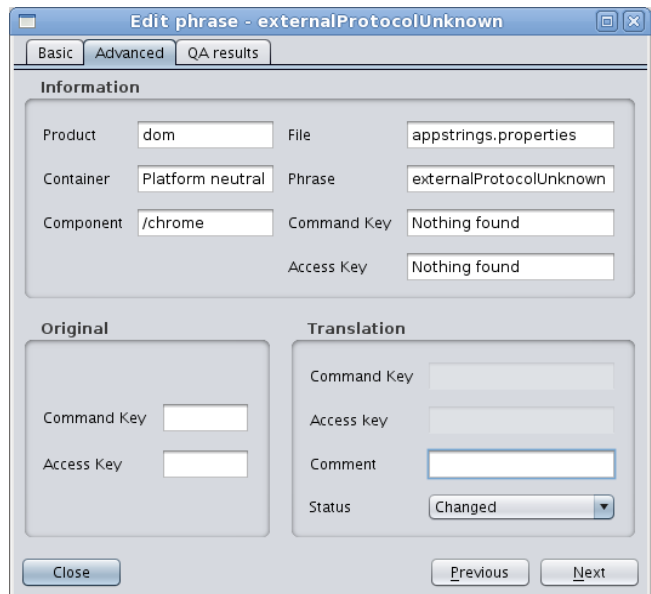 Edit phrase - externalProtocolUnknown
Basic Advanced QA results
Information
Product dom File appstrings.properties
Container Platform neutral Phrase externalProtocolUnknown
Component /chrome Command Key Nothing found
Access Key Nothing found
Original
Command Key
Access Key
Translation
Command Key
Access key
Comment
Status Changed
Close Previous Next